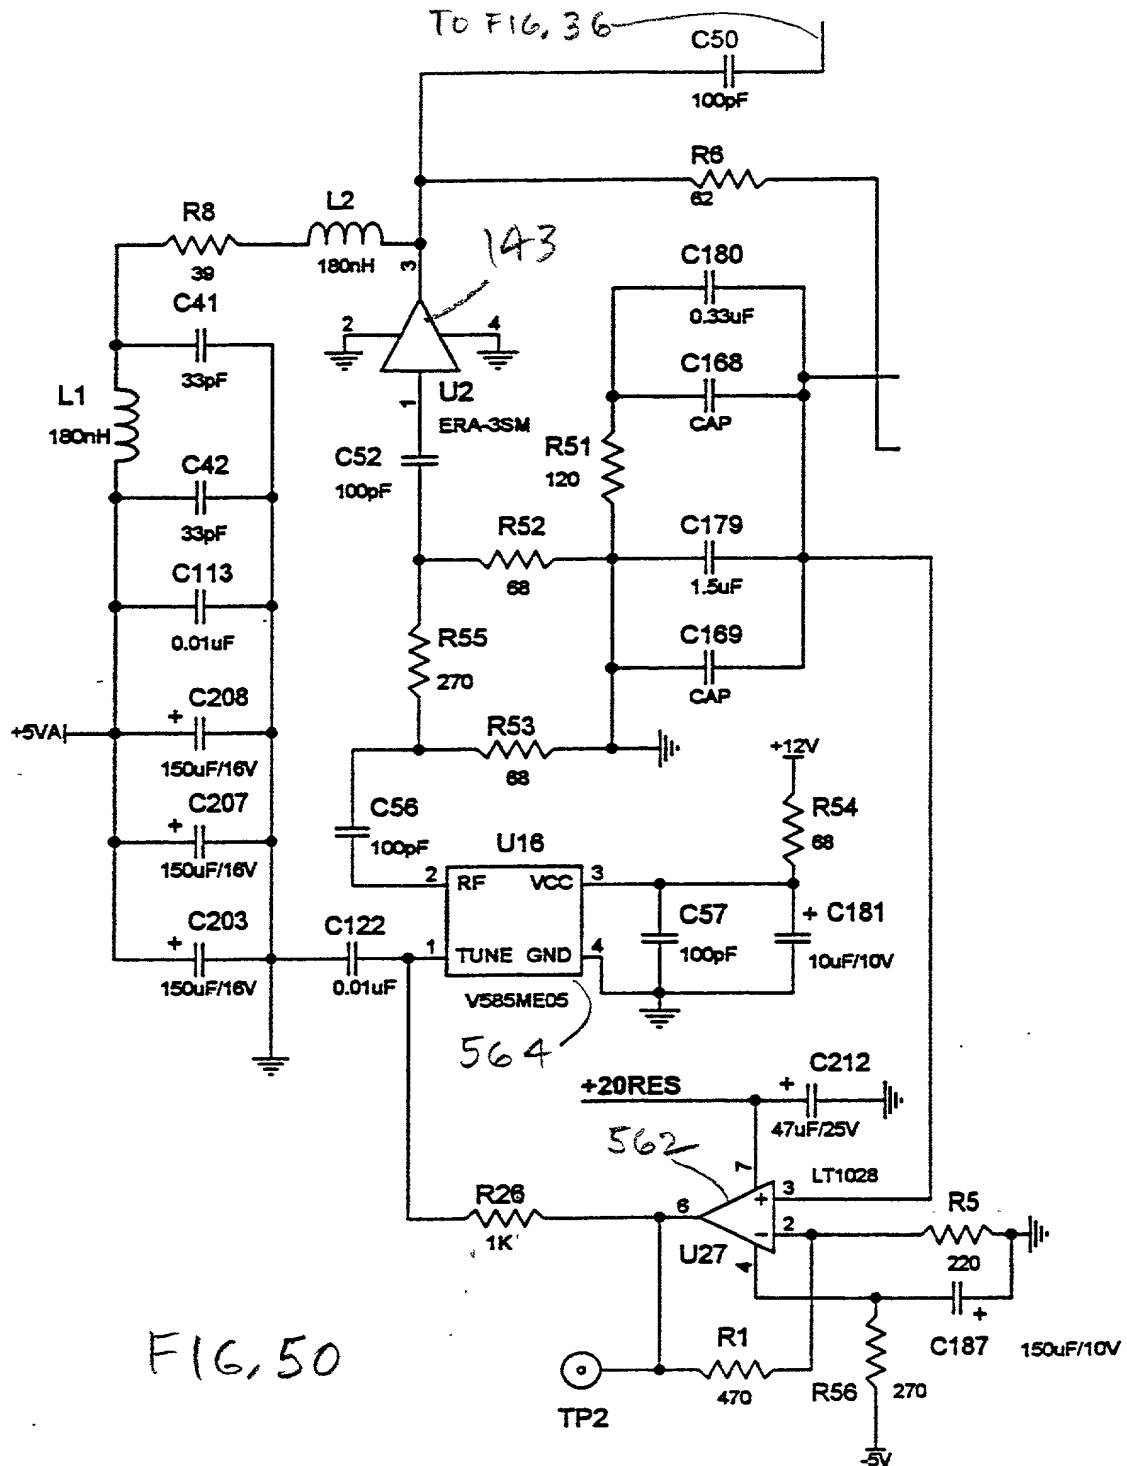 TO FIG. 36
C50
100pF
R6
62
L2
R8
180nH
39
3
143
C180
0.33uF
C41
33pF
2
4
C168
CAP
U2
ERA-3SM
1
L1
180nH
R51
120
C52
100pF
C42
33pF
R52
68
C179
1.5uF
C113
0.01uF
R55
270
C169
CAP
C208
+
150uF/16V
+5VA
R53
68
+12V
C207
+
150uF/16V
C56
100pF
R54
68
U16
2
RF
VCC
3
C203
+
150uF/16V
C122
0.01uF
1
TUNE
GND
4
C57
100pF
+
C181
10uF/10V
V585ME05
564
+20RES
+
C212
47uF/25V
562
7
LT1028
R26
1K
6
+
3
-
2
U27
4
R5
220
+
C187
150uF/10V
R1
470
R56
270
TP2
-5V
FIG. 50